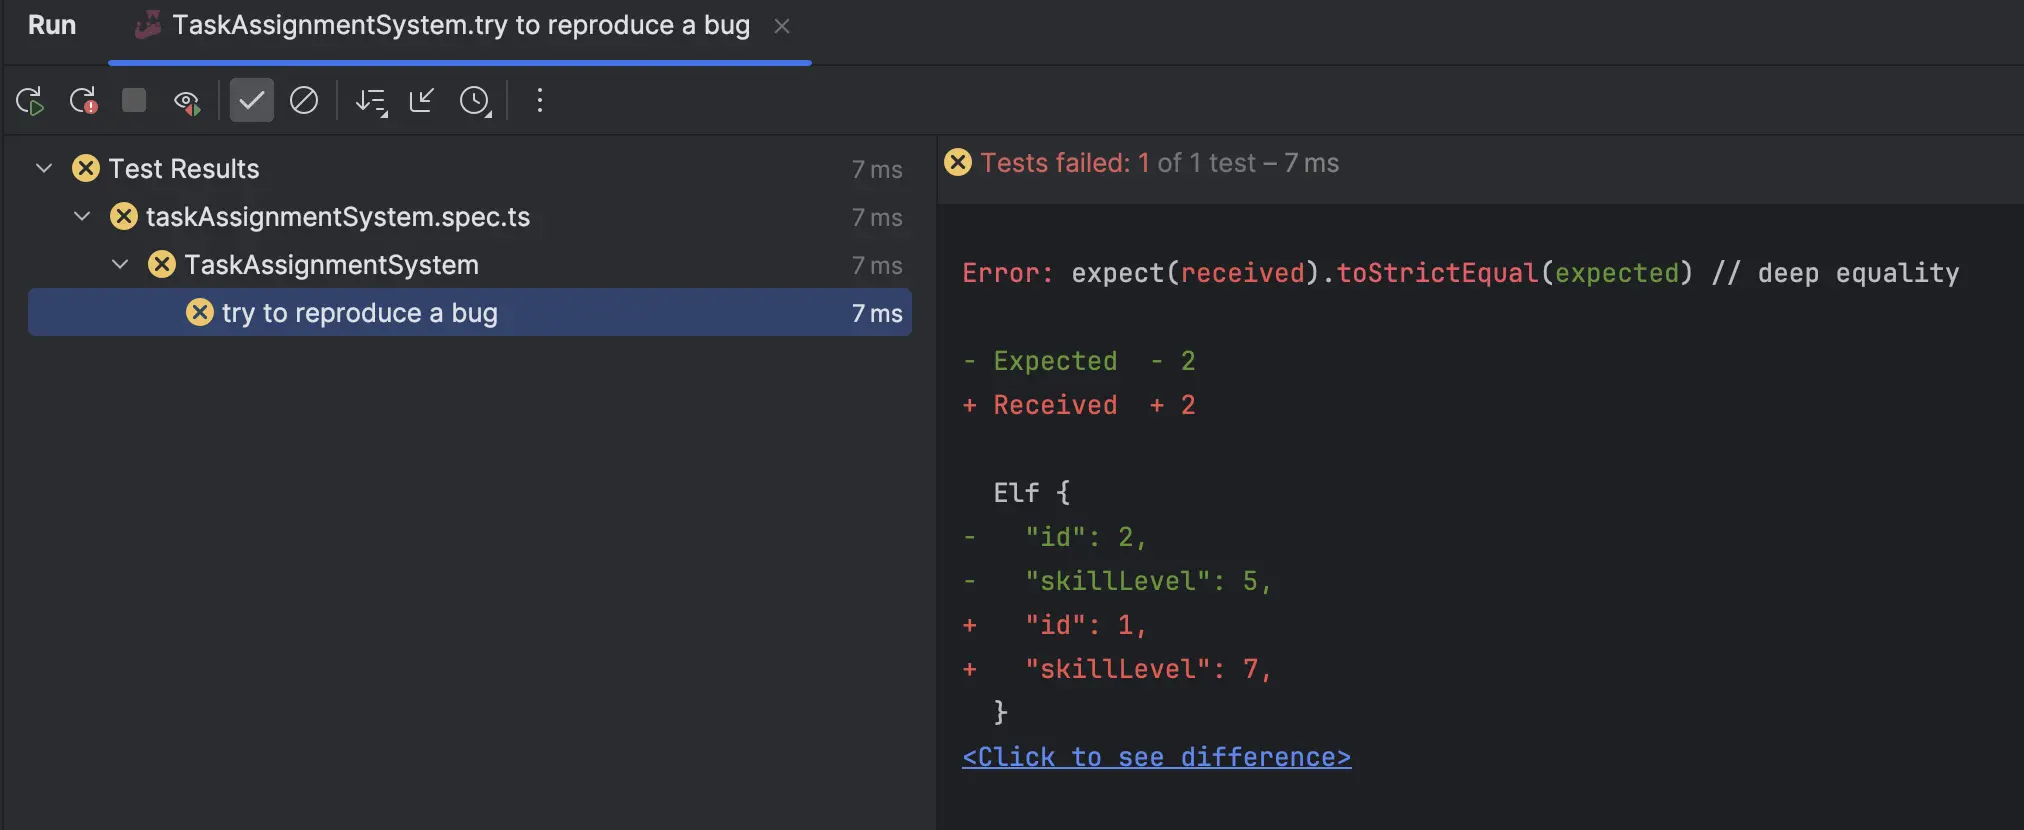 Run TaskAssignmentSystem.try to reproduce a bug
Test Results 7 ms
taskAssignmentSystem.spec.ts 7 ms
TaskAssignmentSystem 7 ms
try to reproduce a bug 7 ms
Tests failed: 1 of 1 test – 7 ms
Error: expect(received).toStrictEqual(expected) // deep equality
- Expected - 2
+ Received + 2
Elf {
- "id": 2,
- "skillLevel": 5,
+ "id": 1,
+ "skillLevel": 7,
}
<Click to see difference>